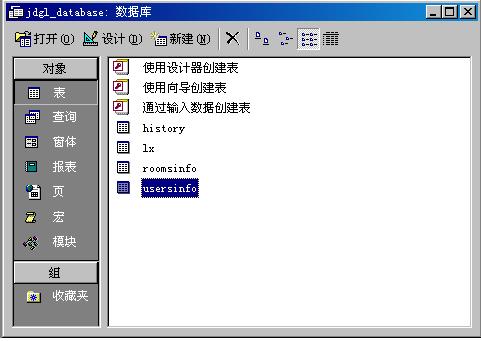 jdgl_database: 数据库
打开(O) 设计(D) 新建(N)
对象
表
查询
窗体
报表
页
宏
模块
组
收藏夹
使用设计器创建表
使用向导创建表
通过输入数据创建表
history
lx
roomsinfo
usersinfo